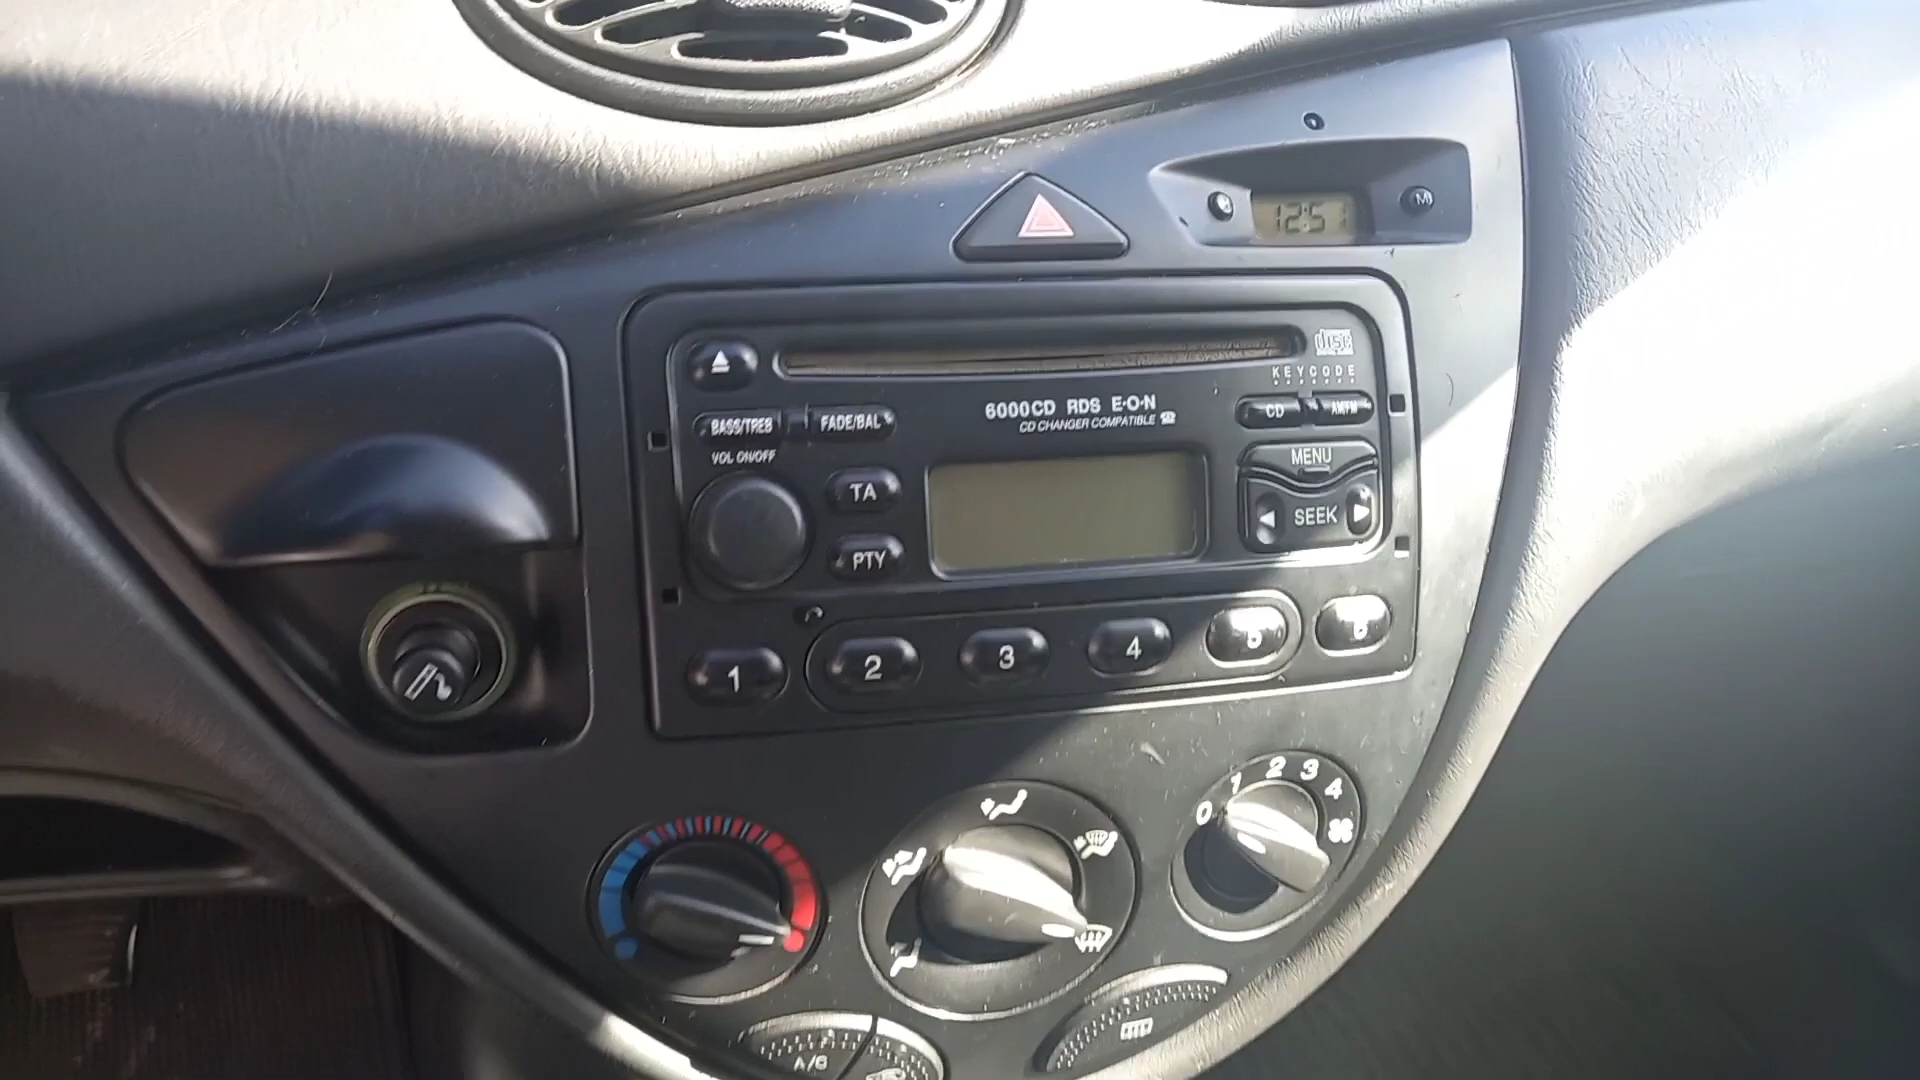 M
12:51
disc
KEYCODE
6000CD RDS E·O·N
CD CHANGER COMPATIBLE
BASS/TREB
FADE/BAL
CD
AM/FM
VOL ON/OFF
MENU
TA
SEEK
PTY
1
2
3
4
5
6
0
1
2
3
4
A/C